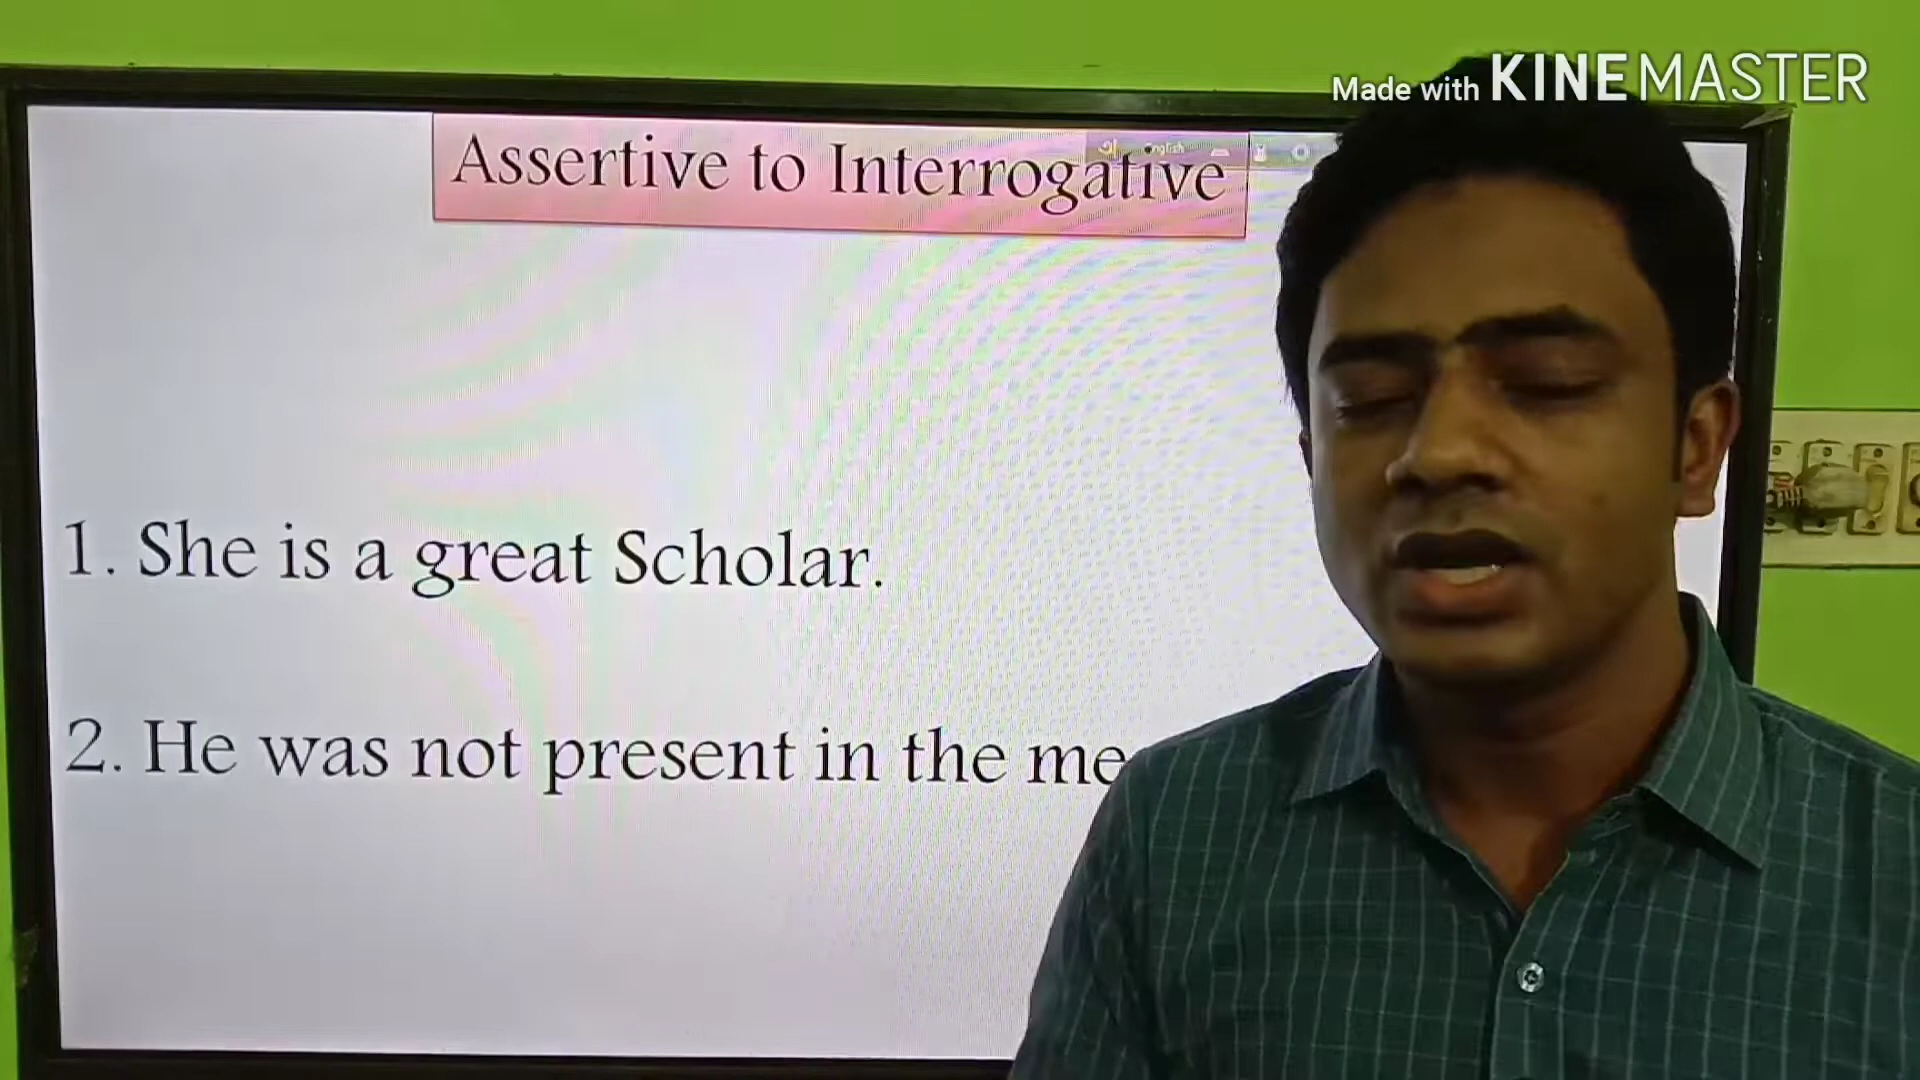 Made with KINEMASTER
Assertive to Interrogative
অ English
1. She is a great Scholar.
2. He was not present in the me